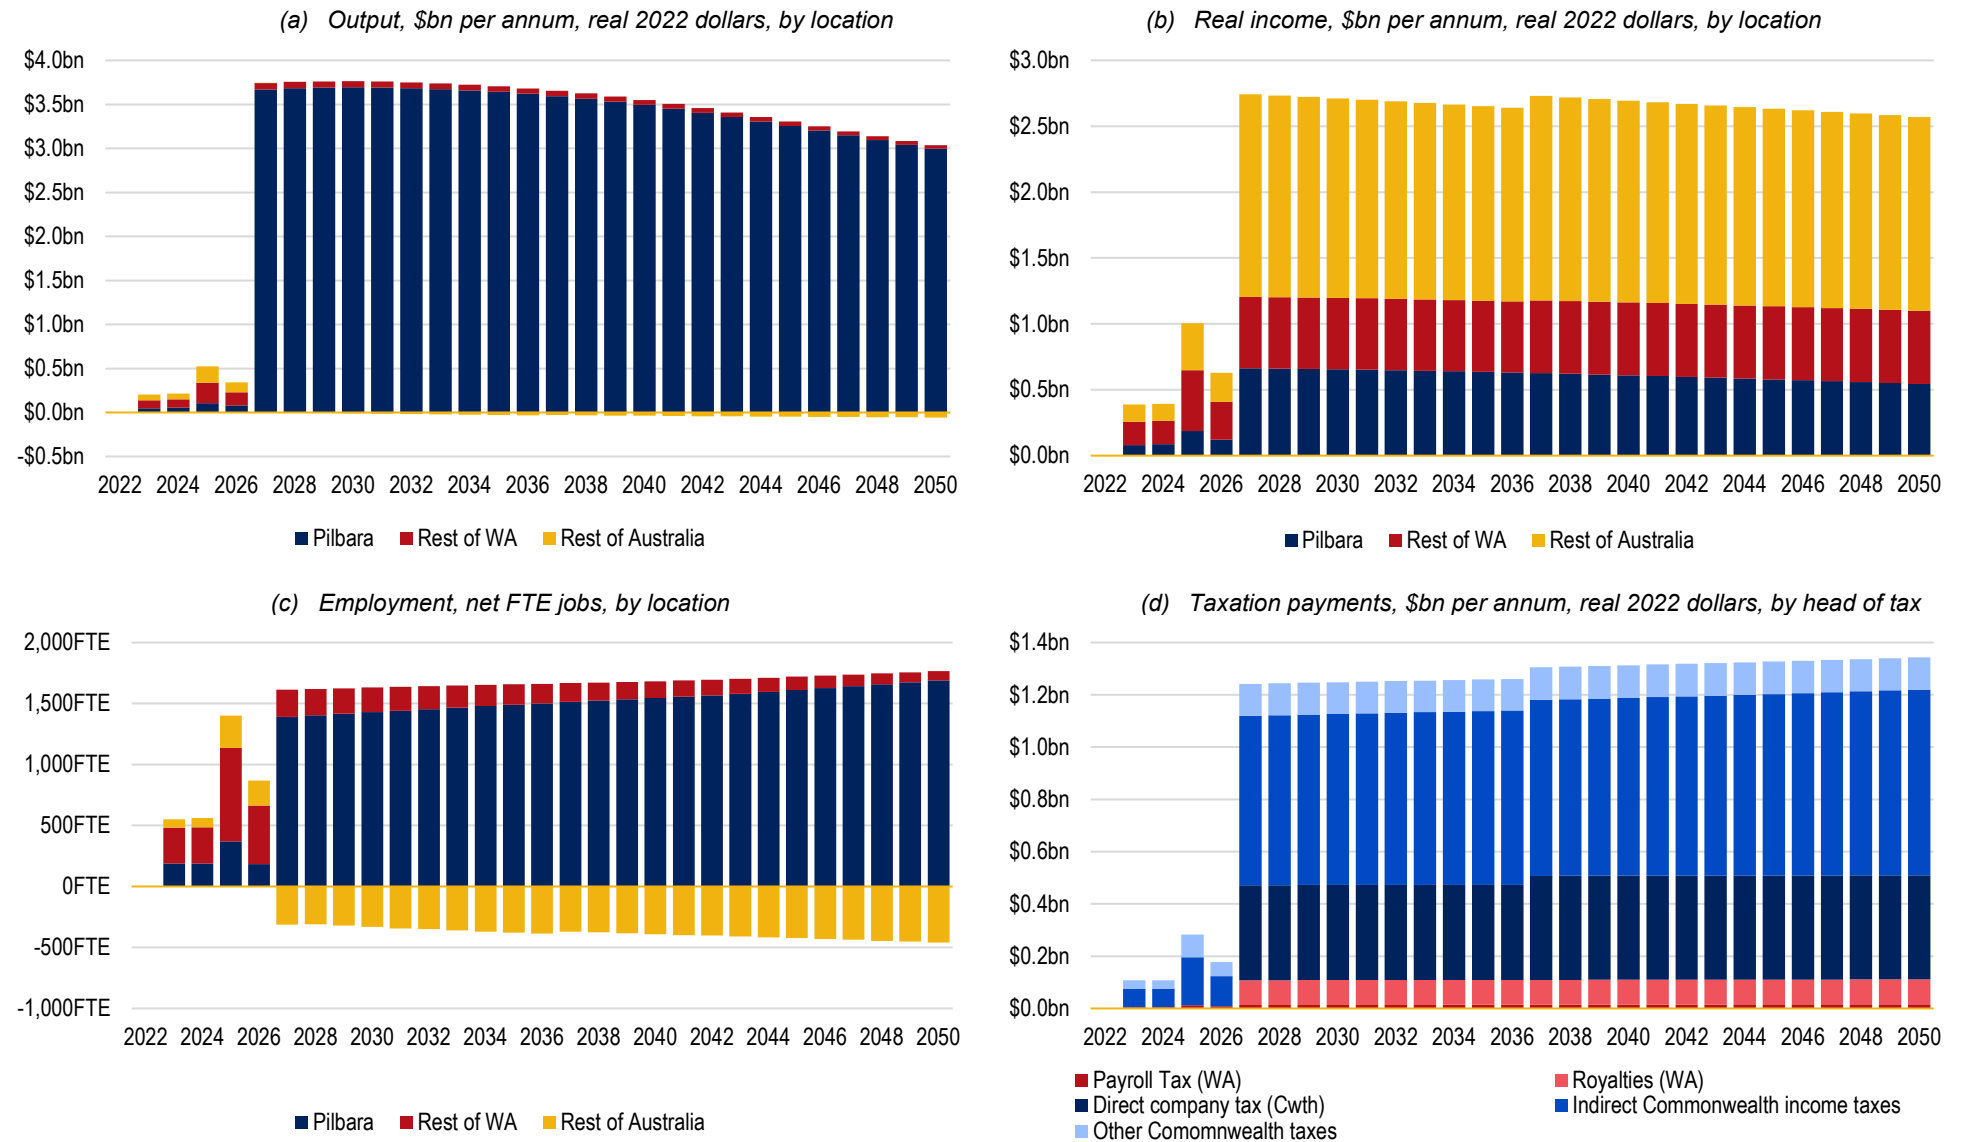 (a) Output, $bn per annum, real 2022 dollars, by location
$4.0bn
$3.5bn
$3.0bn
$2.5bn
$2.0bn
$1.5bn
$1.0bn
$0.5bn
$0.0bn
-$0.5bn
2022 2024 2026 2028 2030 2032 2034 2036 2038 2040 2042 2044 2046 2048 2050
Pilbara Rest of WA Rest of Australia
(b) Real income, $bn per annum, real 2022 dollars, by location
$3.0bn
$2.5bn
$2.0bn
$1.5bn
$1.0bn
$0.5bn
$0.0bn
2022 2024 2026 2028 2030 2032 2034 2036 2038 2040 2042 2044 2046 2048 2050
Pilbara Rest of WA Rest of Australia
(c) Employment, net FTE jobs, by location
2,000FTE
1,500FTE
1,000FTE
500FTE
0FTE
-500FTE
-1,000FTE
2022 2024 2026 2028 2030 2032 2034 2036 2038 2040 2042 2044 2046 2048 2050
Pilbara Rest of WA Rest of Australia
(d) Taxation payments, $bn per annum, real 2022 dollars, by head of tax
$1.4bn
$1.2bn
$1.0bn
$0.8bn
$0.6bn
$0.4bn
$0.2bn
$0.0bn
2022 2024 2026 2028 2030 2032 2034 2036 2038 2040 2042 2044 2046 2048 2050
Payroll Tax (WA) Royalties (WA)
Direct company tax (Cwth) Indirect Commonwealth income taxes
Other Comomnwealth taxes